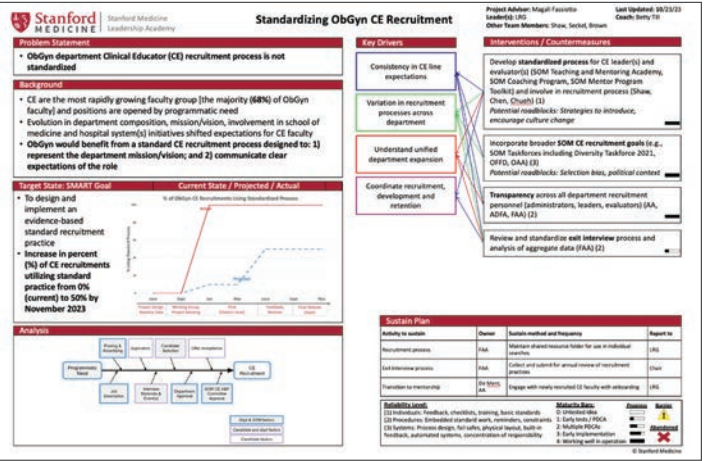 Stanford
MEDICINE
Stanford Medicine
Leadership Academy
Standardizing ObGyn CE Recruitment
Project Advisor: Magali Fassiotto
Leader(s): LRG
Other Team Members: Shaw, Seckel, Brown
Last Updated: 10/23/23
Coach: Betty Till
Problem Statement
• ObGyn department Clinical Educator (CE) recruitment process is not
standardized
Background
• CE are the most rapidly growing faculty group [the majority (68%) of ObGyn
faculty] and positions are opened by programmatic need
• Evolution in department composition, mission/vision, involvement in school of
medicine and hospital system(s) initiatives shifted expectations for CE faculty
• ObGyn would benefit from a standard CE recruitment process designed to: 1)
represent the department mission/vision; and 2) communicate clear
expectations of the role
Target State: SMART Goal
• To design and
implement an
evidence-based
standard recruitment
practice
• Increase in percent
(%) of CE recruitments
utilizing standard
practice from 0%
(current) to 50% by
November 2023
Current State / Projected / Actual
% of ObGyn CE Recruitments Using Standardized Process
Analysis
Programmatic
Need
CE
Recruitment
Key Drivers
Consistency in CE line
expectations
Variation in recruitment
processes across
department
Understand unified
department expansion
Coordinate recruitment,
development and
retention
Interventions / Countermeasures
Develop standardized process for CE leader(s) and
evaluator(s) (SOM Teaching and Mentoring Academy,
SOM Coaching Program, SOM Mentor Program
Toolkit) and involve in recruitment process (Shaw,
Chen, Chueh) (1)
Potential roadblocks: Strategies to introduce,
encourage culture change
Incorporate broader SOM CE recruitment goals (e.g.,
SOM Taskforces including Diversity Taskforce 2021,
OFFD, OAA) (3)
Potential roadblocks: Selection bias, political context
Transparency across all department recruitment
personnel (administrators, leaders, evaluators) (AA,
ADFA, FAA) (2)
Review and standardize exit interview process and
analysis of aggregate data (FAA) (2)
Sustain Plan
Activity to sustain
Owner
Sustain method and frequency
Report to
Recruitment process
FAA
Maintain shared resource folder for use in individual
searches
LRG
Exit interview process
FAA
Collect and submit for annual review of recruitment
practices
Chair
Transition to mentorship
AA
Engage with newly recruited CE faculty with onboarding
LRG
Reliability Level:
(1) Individuals: Feedback, checklists, training, basic standards
(2) Procedures: Embedded standard work, reminders, constraints
(3) Systems: Process design, fail safes, physical layout, built-in
feedback, automated systems, concentration of responsibility
Maturity Bars:
0: Untested idea
1: Early tests / PDCA
2: Multiple PDCAs
3: Early implementation
4: Working well in operation
Progress
Barrier
Abandoned
© Stanford Medicine